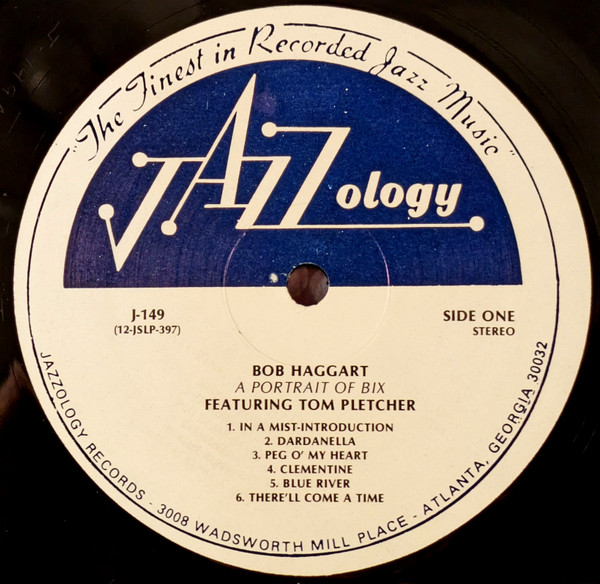 "The Finest in Recorded Jazz Music"
JAZZology
J-149
(12-JSLP-397)
SIDE ONE
STEREO
BOB HAGGART
A PORTRAIT OF BIX
FEATURING TOM PLETCHER
1. IN A MIST-INTRODUCTION
2. DARDANELLA
3. PEG O' MY HEART
4. CLEMENTINE
5. BLUE RIVER
6. THERE'LL COME A TIME
JAZZOLOGY RECORDS - 3008 WADSWORTH MILL PLACE - ATLANTA, GEORGIA 30032